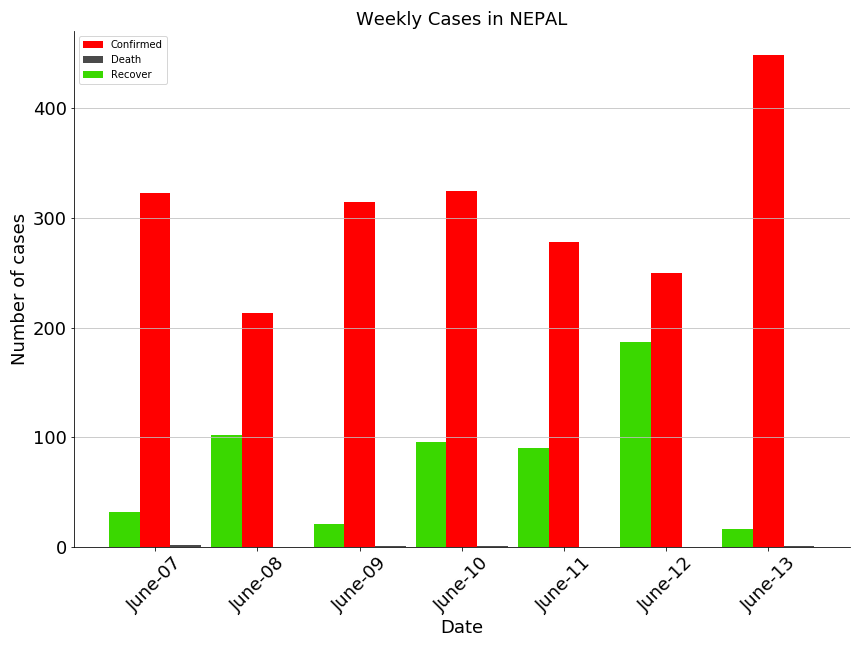 Weekly Cases in NEPAL
Confirmed
Death
Recover
Number of cases
400
300
200
100
0
June-07
June-08
June-09
June-10
June-11
June-12
June-13
Date